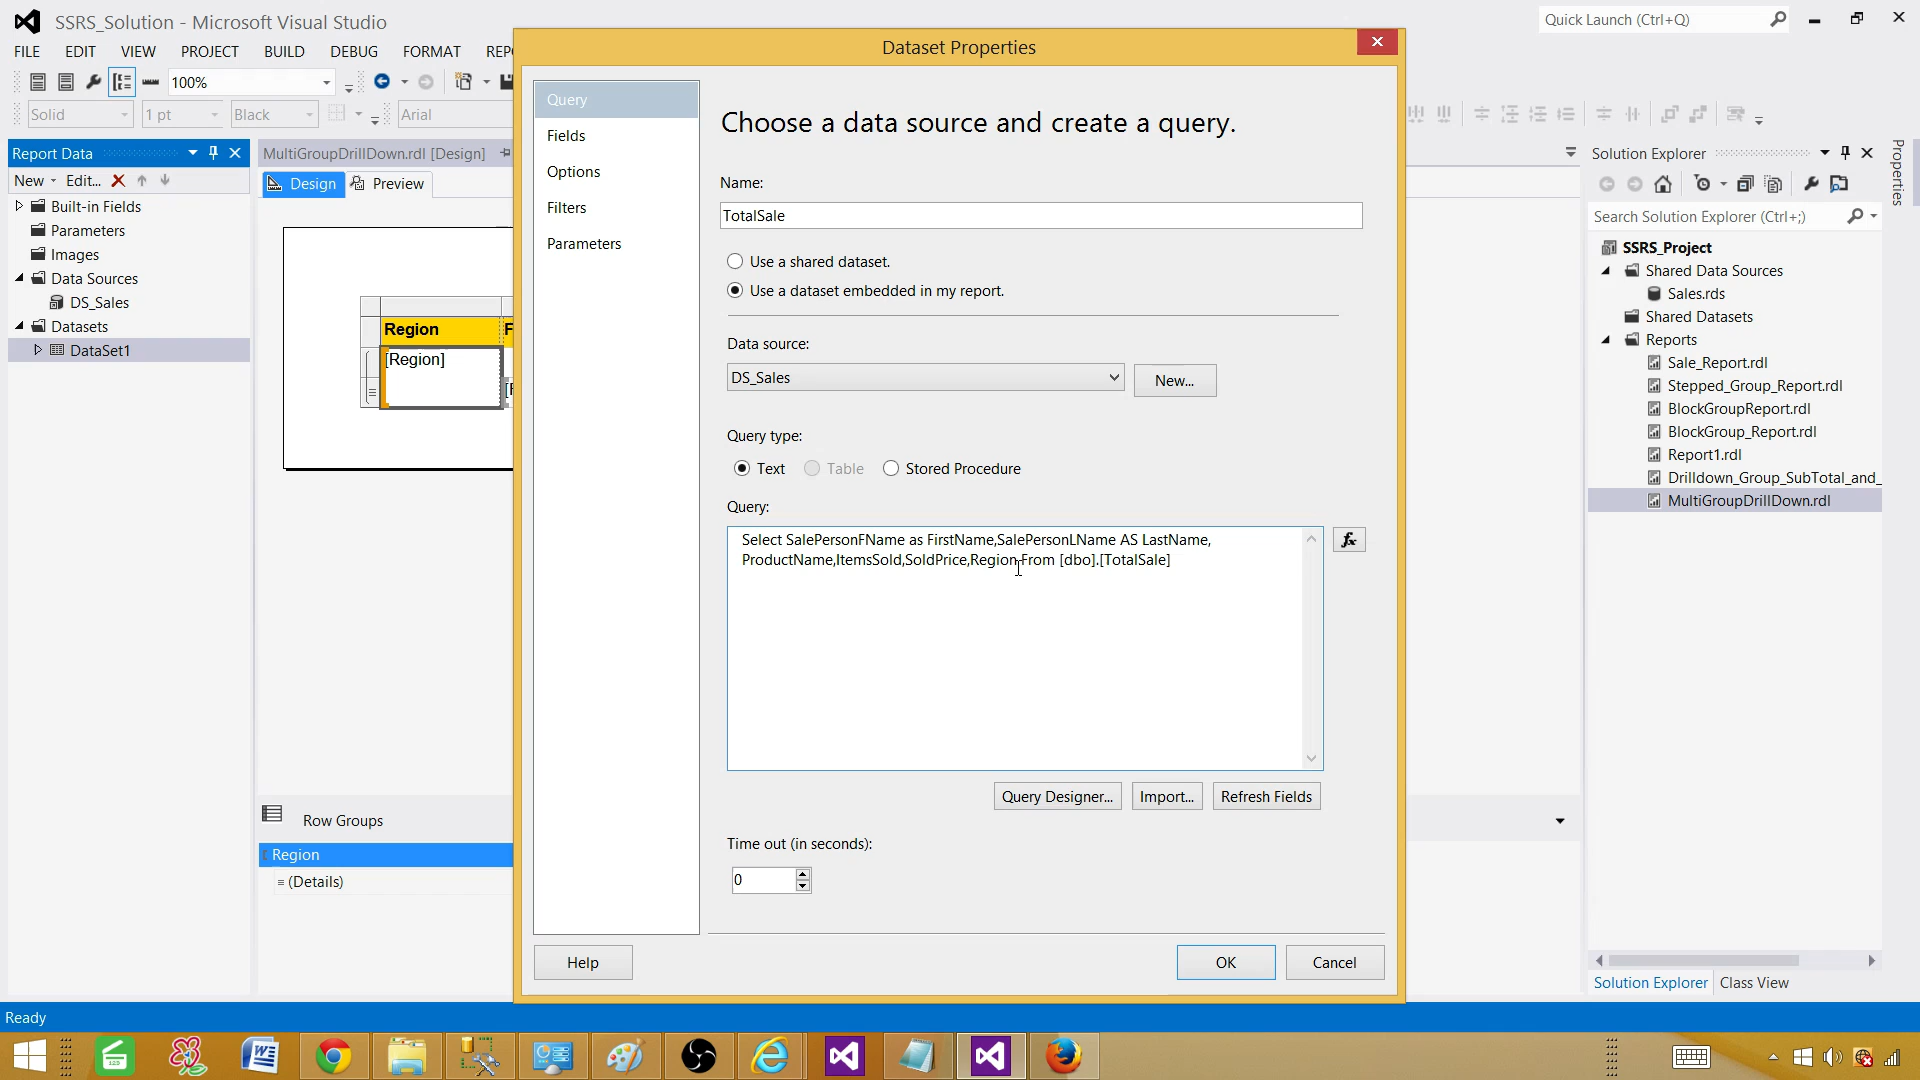 SSRS_Solution - Microsoft Visual Studio
Quick Launch (Ctrl+Q)
FILE EDIT VIEW PROJECT BUILD DEBUG FORMAT REP
100%
Solid 1 pt Black Arial
Report Data
New Edit...
Built-in Fields
Parameters
Images
Data Sources
DS_Sales
Datasets
DataSet1
MultiGroupDrillDown.rdl [Design]
Design Preview
Region F
[Region]
[F
Row Groups
Region
(Details)
Dataset Properties
Query
Fields
Options
Filters
Parameters
Choose a data source and create a query.
Name:
TotalSale
Use a shared dataset.
Use a dataset embedded in my report.
Data source:
DS_Sales New...
Query type:
Text Table Stored Procedure
Query:
Select SalePersonFName as FirstName,SalePersonLName AS LastName,
ProductName,ItemsSold,SoldPrice,Region From [dbo].[TotalSale]
fx
Query Designer... Import... Refresh Fields
Time out (in seconds):
0
Help OK Cancel
Solution Explorer
Search Solution Explorer (Ctrl+;)
SSRS_Project
Shared Data Sources
Sales.rds
Shared Datasets
Reports
Sale_Report.rdl
Stepped_Group_Report.rdl
BlockGroupReport.rdl
BlockGroup_Report.rdl
Report1.rdl
Drilldown_Group_SubTotal_and_
MultiGroupDrillDown.rdl
Solution Explorer Class View
Properties
Ready